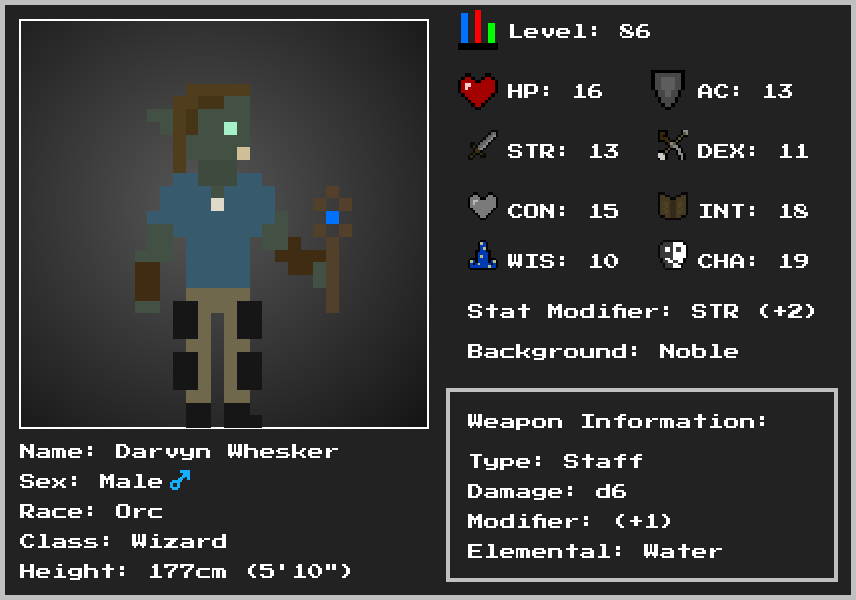 Level: 86
HP: 16 AC: 13
STR: 13 DEX: 11
CON: 15 INT: 18
WIS: 10 CHA: 19
Stat Modifier: STR (+2)
Background: Noble
Weapon Information:
Type: Staff
Damage: d6
Modifier: (+1)
Elemental: Water
Name: Darvyn Whesker
Sex: Male♂
Race: Orc
Class: Wizard
Height: 177cm (5'10")